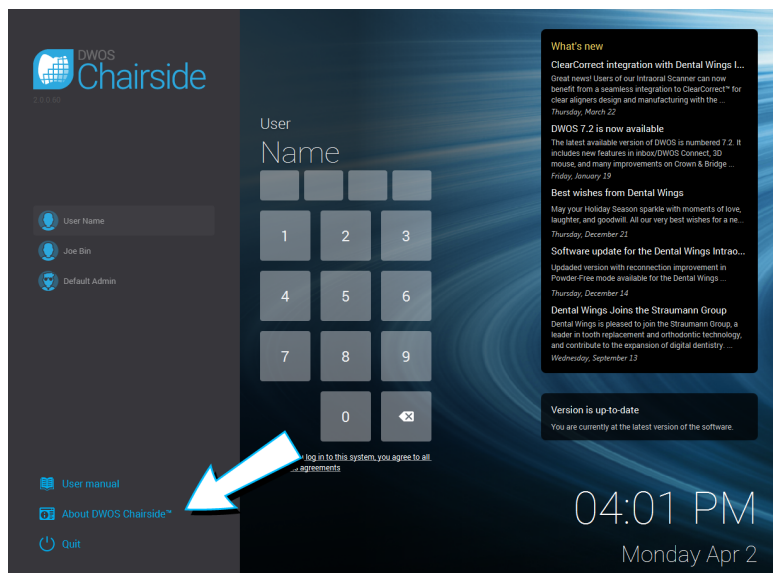 DWOS
Chairside
User Name
Joe Bin
Default Admin
User manual
About DWOS Chairside™
Quit
User
Name
1 2 3
4 5 6
7 8 9
0
log in to this system, you agree to all
agreements
What's new
ClearCorrect integration with Dental Wings I...
Great news! Users of our Intraoral Scanner can now
benefit from a seamless integration to ClearCorrect™ for
clear aligners design and manufacturing with the ...
Thursday, March 22
DWOS 7.2 is now available
The latest available version of DWOS is numbered 7.2. It
includes new features in inbox/DWOS Connect, 3D
mouse, and many improvements on Crown & Bridge ...
Friday, January 19
Best wishes from Dental Wings
May your Holiday Season sparkle with moments of love,
laughter, and goodwill. All our very best wishes for a ne...
Thursday, December 21
Software update for the Dental Wings Intrao...
Updaded version with reconnection improvement in
Powder-Free mode available for the Dental Wings ...
Thursday, December 14
Dental Wings Joins the Straumann Group
Dental Wings is pleased to join the Straumann Group, a
leader in tooth replacement and orthodontic technology,
and contribute to the expansion of digital dentistry. ...
Wednesday, September 13
Version is up-to-date
You are currently at the latest version of the software.
04:01 PM
Monday Apr 2